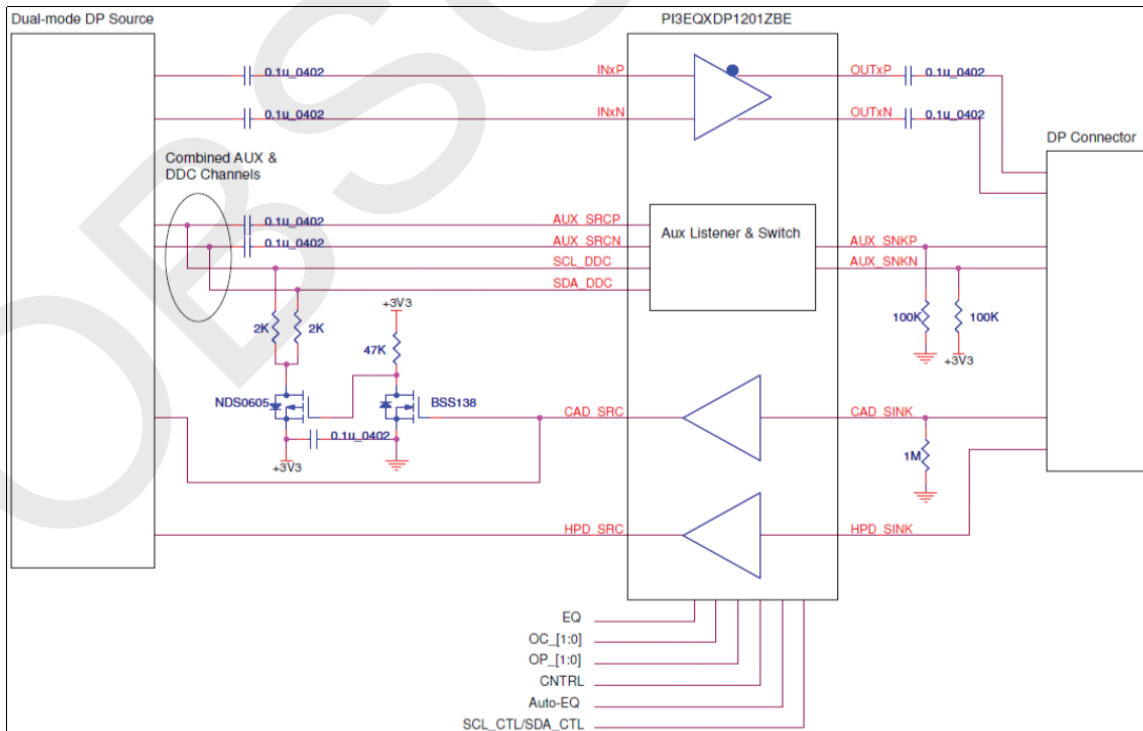 Dual-mode DP Source
PI3EQXDP1201ZBE
0.1u_0402
INxP
OUTxP
0.1u_0402
0.1u_0402
INxN
OUTxN
0.1u_0402
DP Connector
Combined AUX &
DDC Channels
0.1u_0402
AUX_SRCP
0.1u_0402
AUX_SRCN
SCL_DDC
SDA_DDC
Aux Listener & Switch
AUX_SNKP
AUX_SNKN
2K
2K
+3V3
47K
100K
100K
+3V3
NDS0605
BSS138
0.1u_0402
+3V3
CAD_SRC
CAD_SINK
1M
HPD_SRC
HPD_SINK
EQ
OC_[1:0]
OP_[1:0]
CNTRL
Auto-EQ
SCL_CTL/SDA_CTL